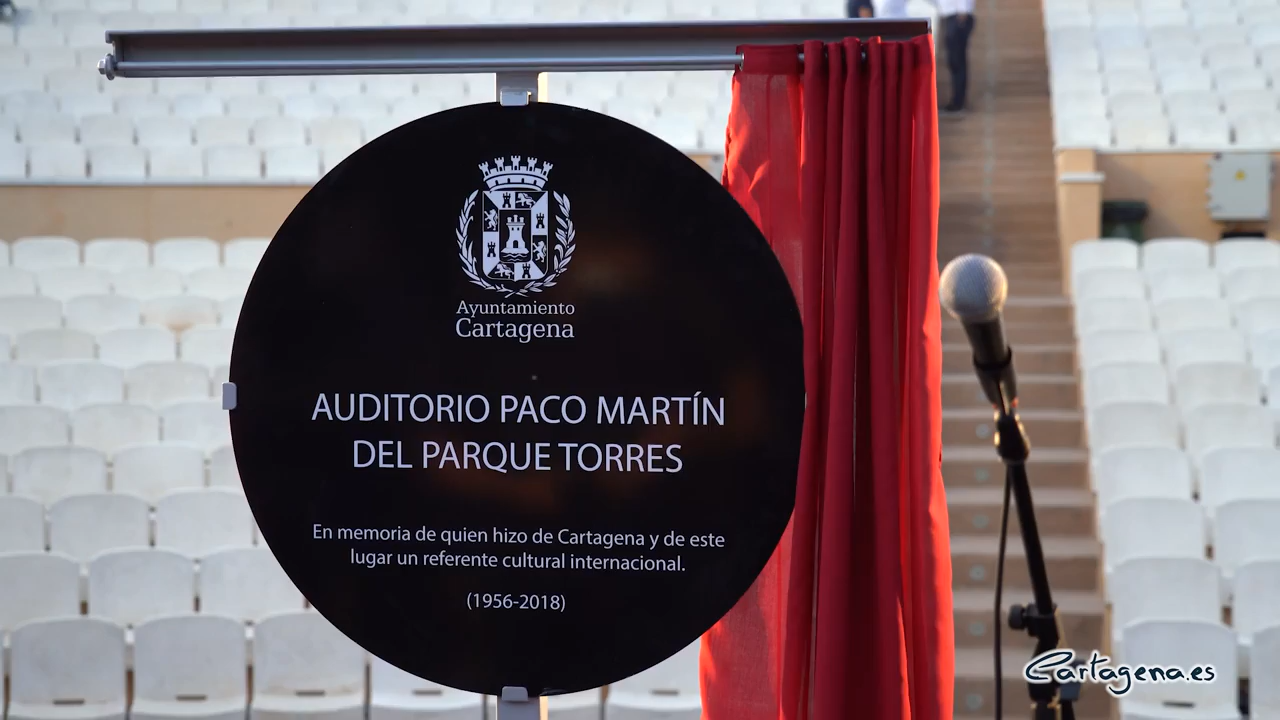 Ayuntamiento
Cartagena
AUDITORIO PACO MARTÍN
DEL PARQUE TORRES
En memoria de quien hizo de Cartagena y de este
lugar un referente cultural internacional.
(1956-2018)
Cartagena.es